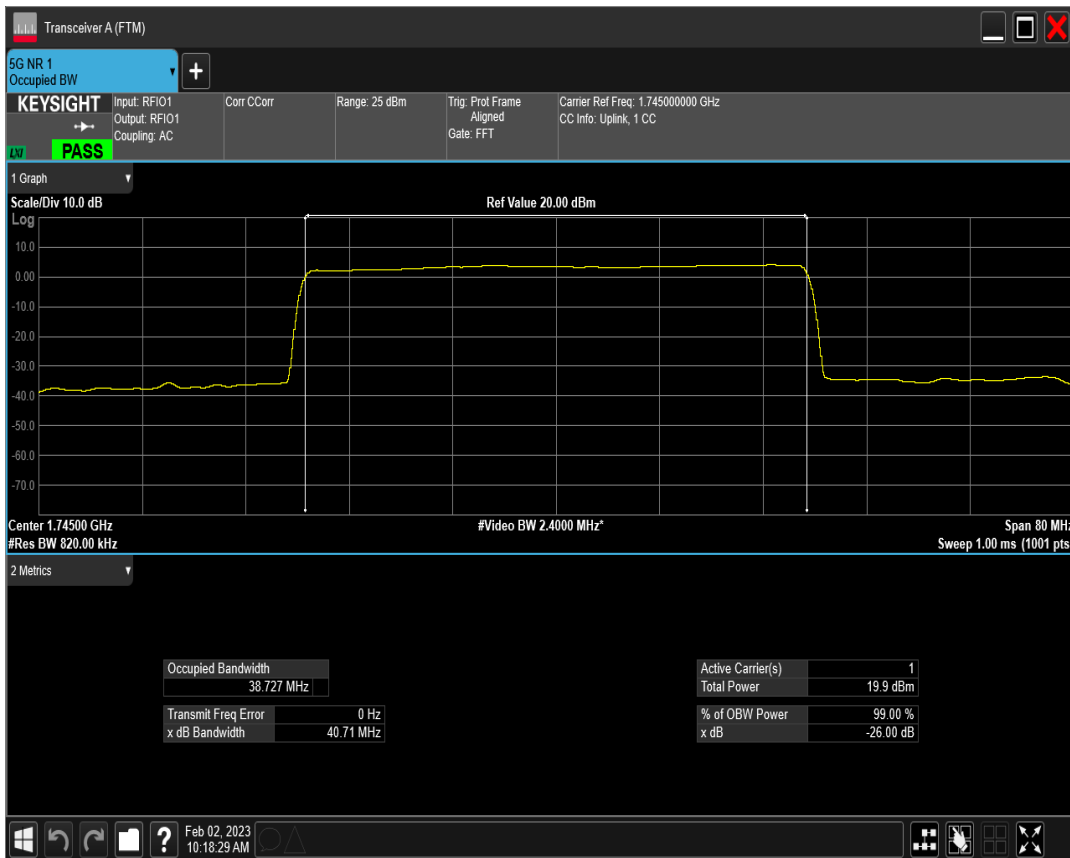 Transceiver A (FTM)
5G NR 1
Occupied BW
+
KEYSIGHT
LXI
PASS
Input: RFIO1
Output: RFIO1
Coupling: AC
Corr CCorr
Range: 25 dBm
Trig: Prot Frame
Aligned
Gate: FFT
Carrier Ref Freq: 1.745000000 GHz
CC Info: Uplink, 1 CC
1 Graph
Scale/Div 10.0 dB
Ref Value 20.00 dBm
Log
10.0
0.00
-10.0
-20.0
-30.0
-40.0
-50.0
-60.0
-70.0
Center 1.74500 GHz
#Video BW 2.4000 MHz*
Span 80 MHz
#Res BW 820.00 kHz
Sweep 1.00 ms (1001 pts
2 Metrics
Occupied Bandwidth
38.727 MHz
Transmit Freq Error 0 Hz
x dB Bandwidth 40.71 MHz
Active Carrier(s) 1
Total Power 19.9 dBm
% of OBW Power 99.00 %
x dB -26.00 dB
?
Feb 02, 2023
10:18:29 AM